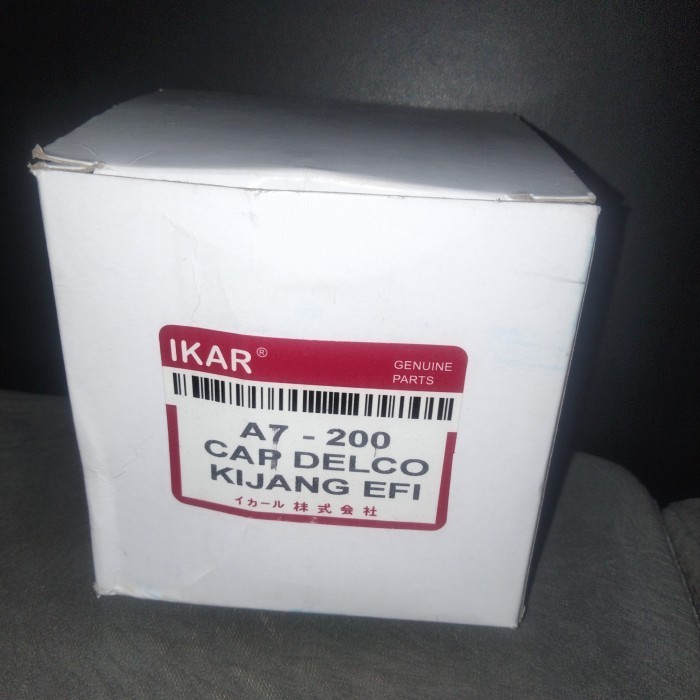 IKAR®
GENUINE
PARTS
A7 - 200
CAP DELCO
KIJANG EFI
イカール 株式会社